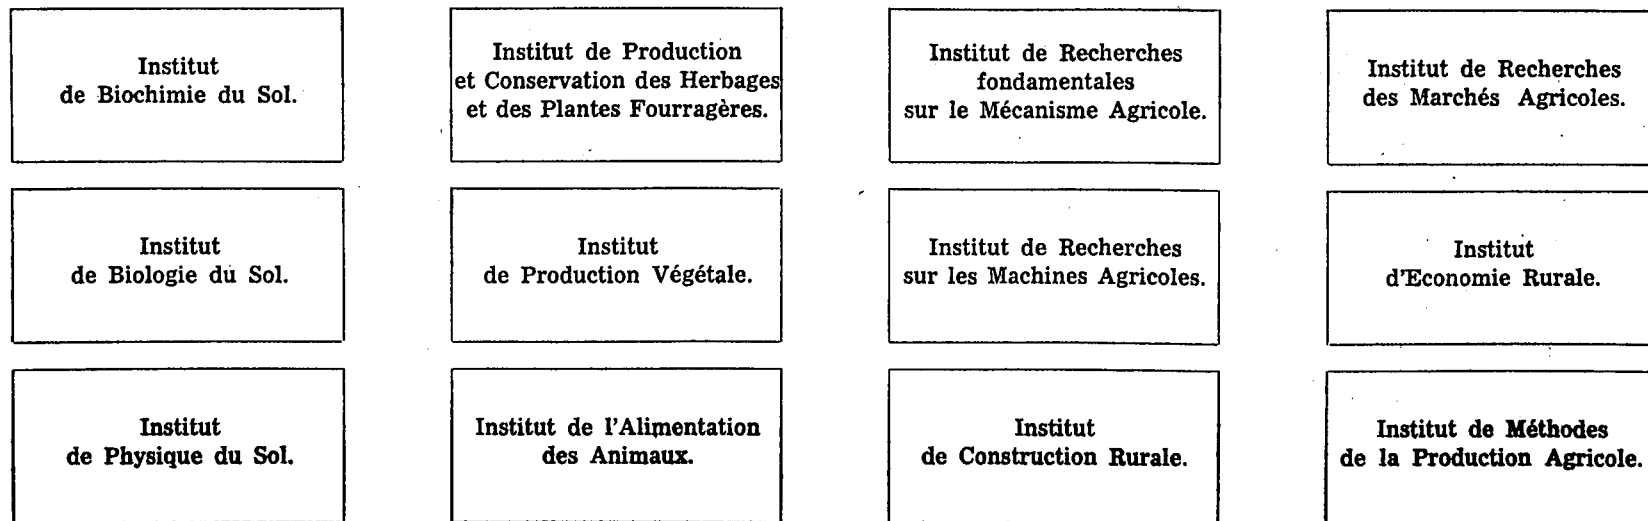 Institut
de Biochimie du Sol.
Institut de Production
et Conservation des Herbages
et des Plantes Fourragères.
Institut de Recherches
fondamentales
sur le Mécanisme Agricole.
Institut de Recherches
des Marchés Agricoles.
Institut
de Biologie du Sol.
Institut
de Production Végétale.
Institut de Recherches
sur les Machines Agricoles.
Institut
d'Economie Rurale.
Institut
de Physique du Sol.
Institut de l'Alimentation
des Animaux.
Institut
de Construction Rurale.
Institut de Méthodes
de la Production Agricole.